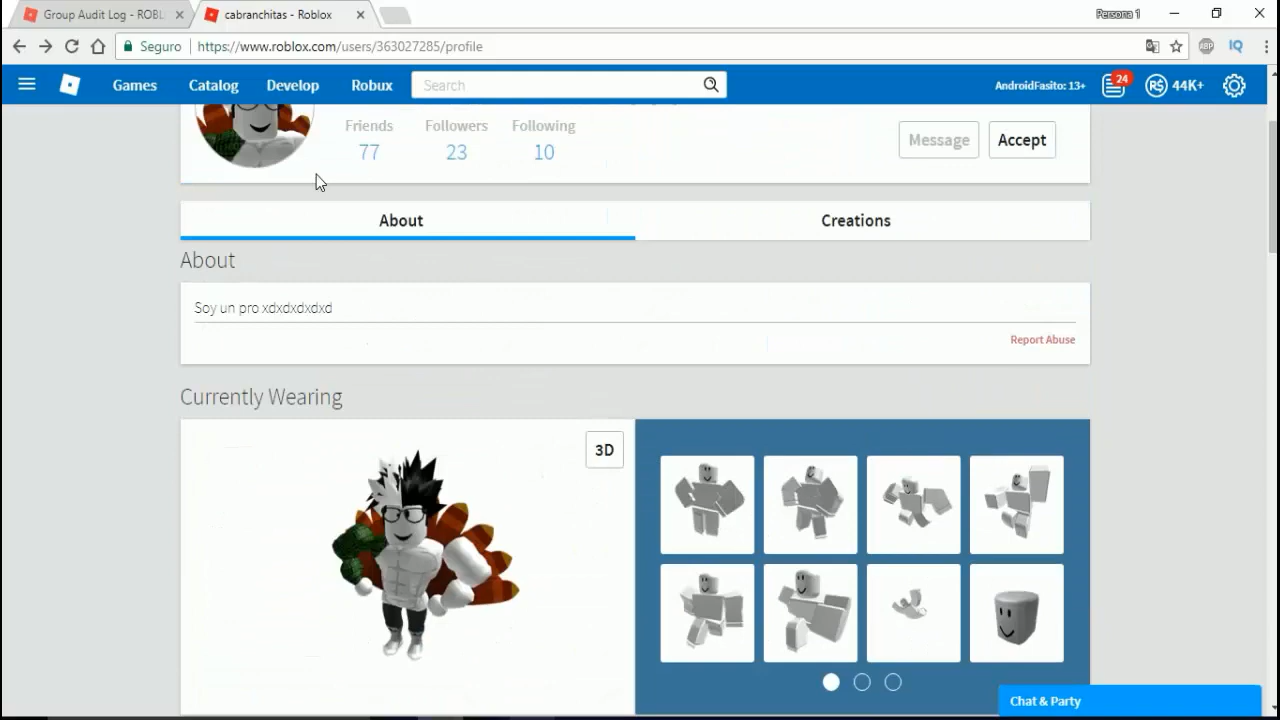 Group Audit Log - ROBL
cabranchitas - Roblox
Persona 1
Seguro
https://www.roblox.com/users/363027285/profile
ABP
IQ
Games
Catalog
Develop
Robux
Search
AndroidFasito: 13+
24
R$
44K+
Friends
Followers
Following
77
23
10
Message
Accept
About
Creations
About
Soy un pro xdxdxdxdxd
Report Abuse
Currently Wearing
3D
Chat & Party